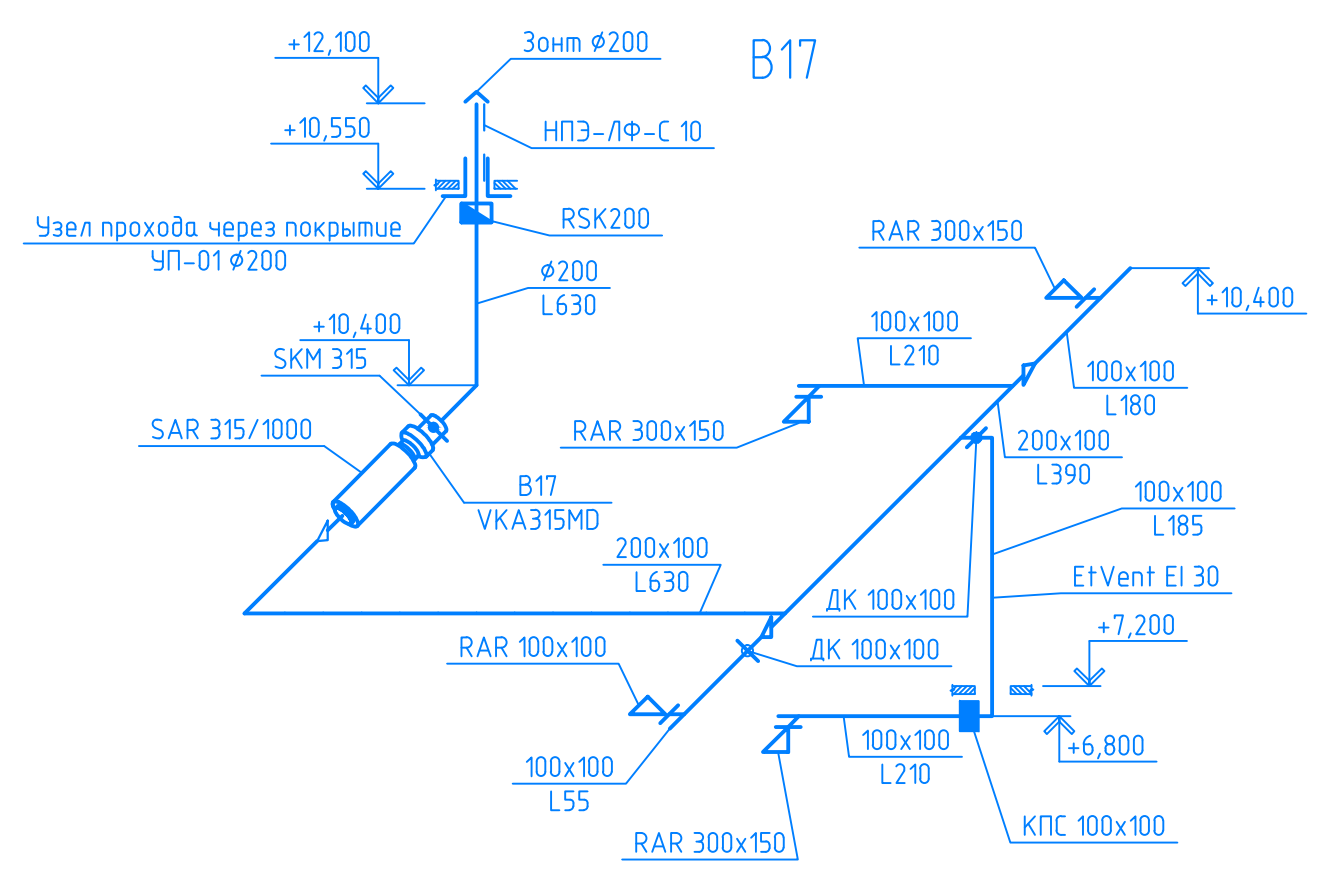 В17
+12,100
Зонт ϕ200
+10,550
НПЭ-ЛФ-С 10
Узел прохода через покрытие
УП-01 ϕ200
RSK200
ϕ200
L630
+10,400
SKM 315
SAR 315/1000
В17
VKA315MD
RAR 300x150
+10,400
100x100
L210
100x100
L180
RAR 300x150
200x100
L390
100x100
L185
200x100
L630
EtVent EI 30
ДК 100x100
+7,200
RAR 100x100
ДК 100x100
100x100
L55
100x100
L210
+6,800
RAR 300x150
КПС 100x100